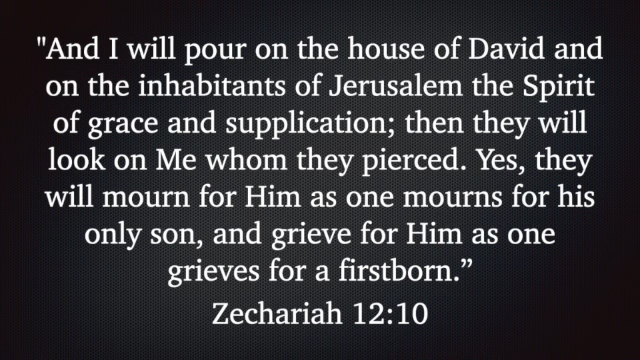 "And I will pour on the house of David and
on the inhabitants of Jerusalem the Spirit
of grace and supplication; then they will
look on Me whom they pierced. Yes, they
will mourn for Him as one mourns for his
only son, and grieve for Him as one
grieves for a firstborn.”
Zechariah 12:10